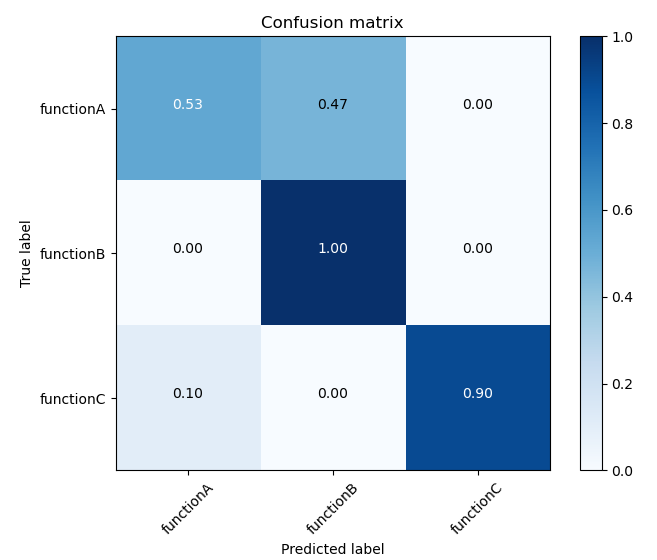 Confusion matrix
functionA 0.53 0.47 0.00
functionB 0.00 1.00 0.00
functionC 0.10 0.00 0.90
functionA functionB functionC
True label
Predicted label
1.0
0.8
0.6
0.4
0.2
0.0